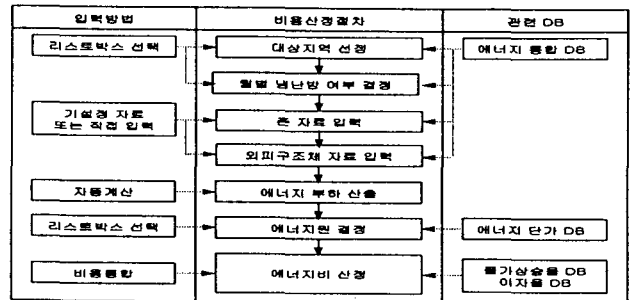 입력방법
비용산정절차
관련 DB
리스트박스 선택
대상지역 선정
에너지 통합 DB
월별 냉난방 여부 결정
기설정 자료
또는 직접 입력
존 자료 입력
외피구조체 자료 입력
자동계산
에너지 부하 산출
리스트박스 선택
에너지원 결정
에너지 단가 DB
비용통합
에너지비 산정
물가상승율 DB
이자율 DB